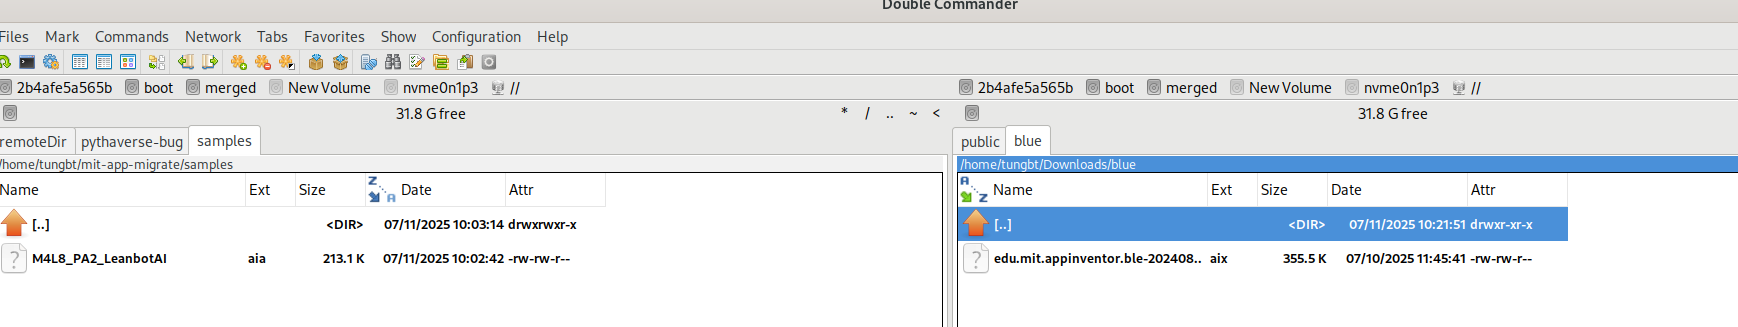 Double Commander
Files Mark Commands Network Tabs Favorites Show Configuration Help
2b4afe5a565b boot merged New Volume nvme0n1p3 // 2b4afe5a565b boot merged New Volume nvme0n1p3 //
31.8 G free * / .. ~ < 31.8 G free
remoteDir pythaverse-bug samples public blue
/home/tungbt/mit-app-migrate/samples /home/tungbt/Downloads/blue
Name Ext Size Date Attr Name Ext Size Date Attr
[..] <DIR> 07/11/2025 10:03:14 drwxrwxr-x [..] <DIR> 07/11/2025 10:21:51 drwxr-xr-x
M4L8_PA2_LeanbotAI aia 213.1 K 07/11/2025 10:02:42 -rw-rw-r-- edu.mit.appinventor.ble-202408.. aix 355.5 K 07/10/2025 11:45:41 -rw-rw-r--